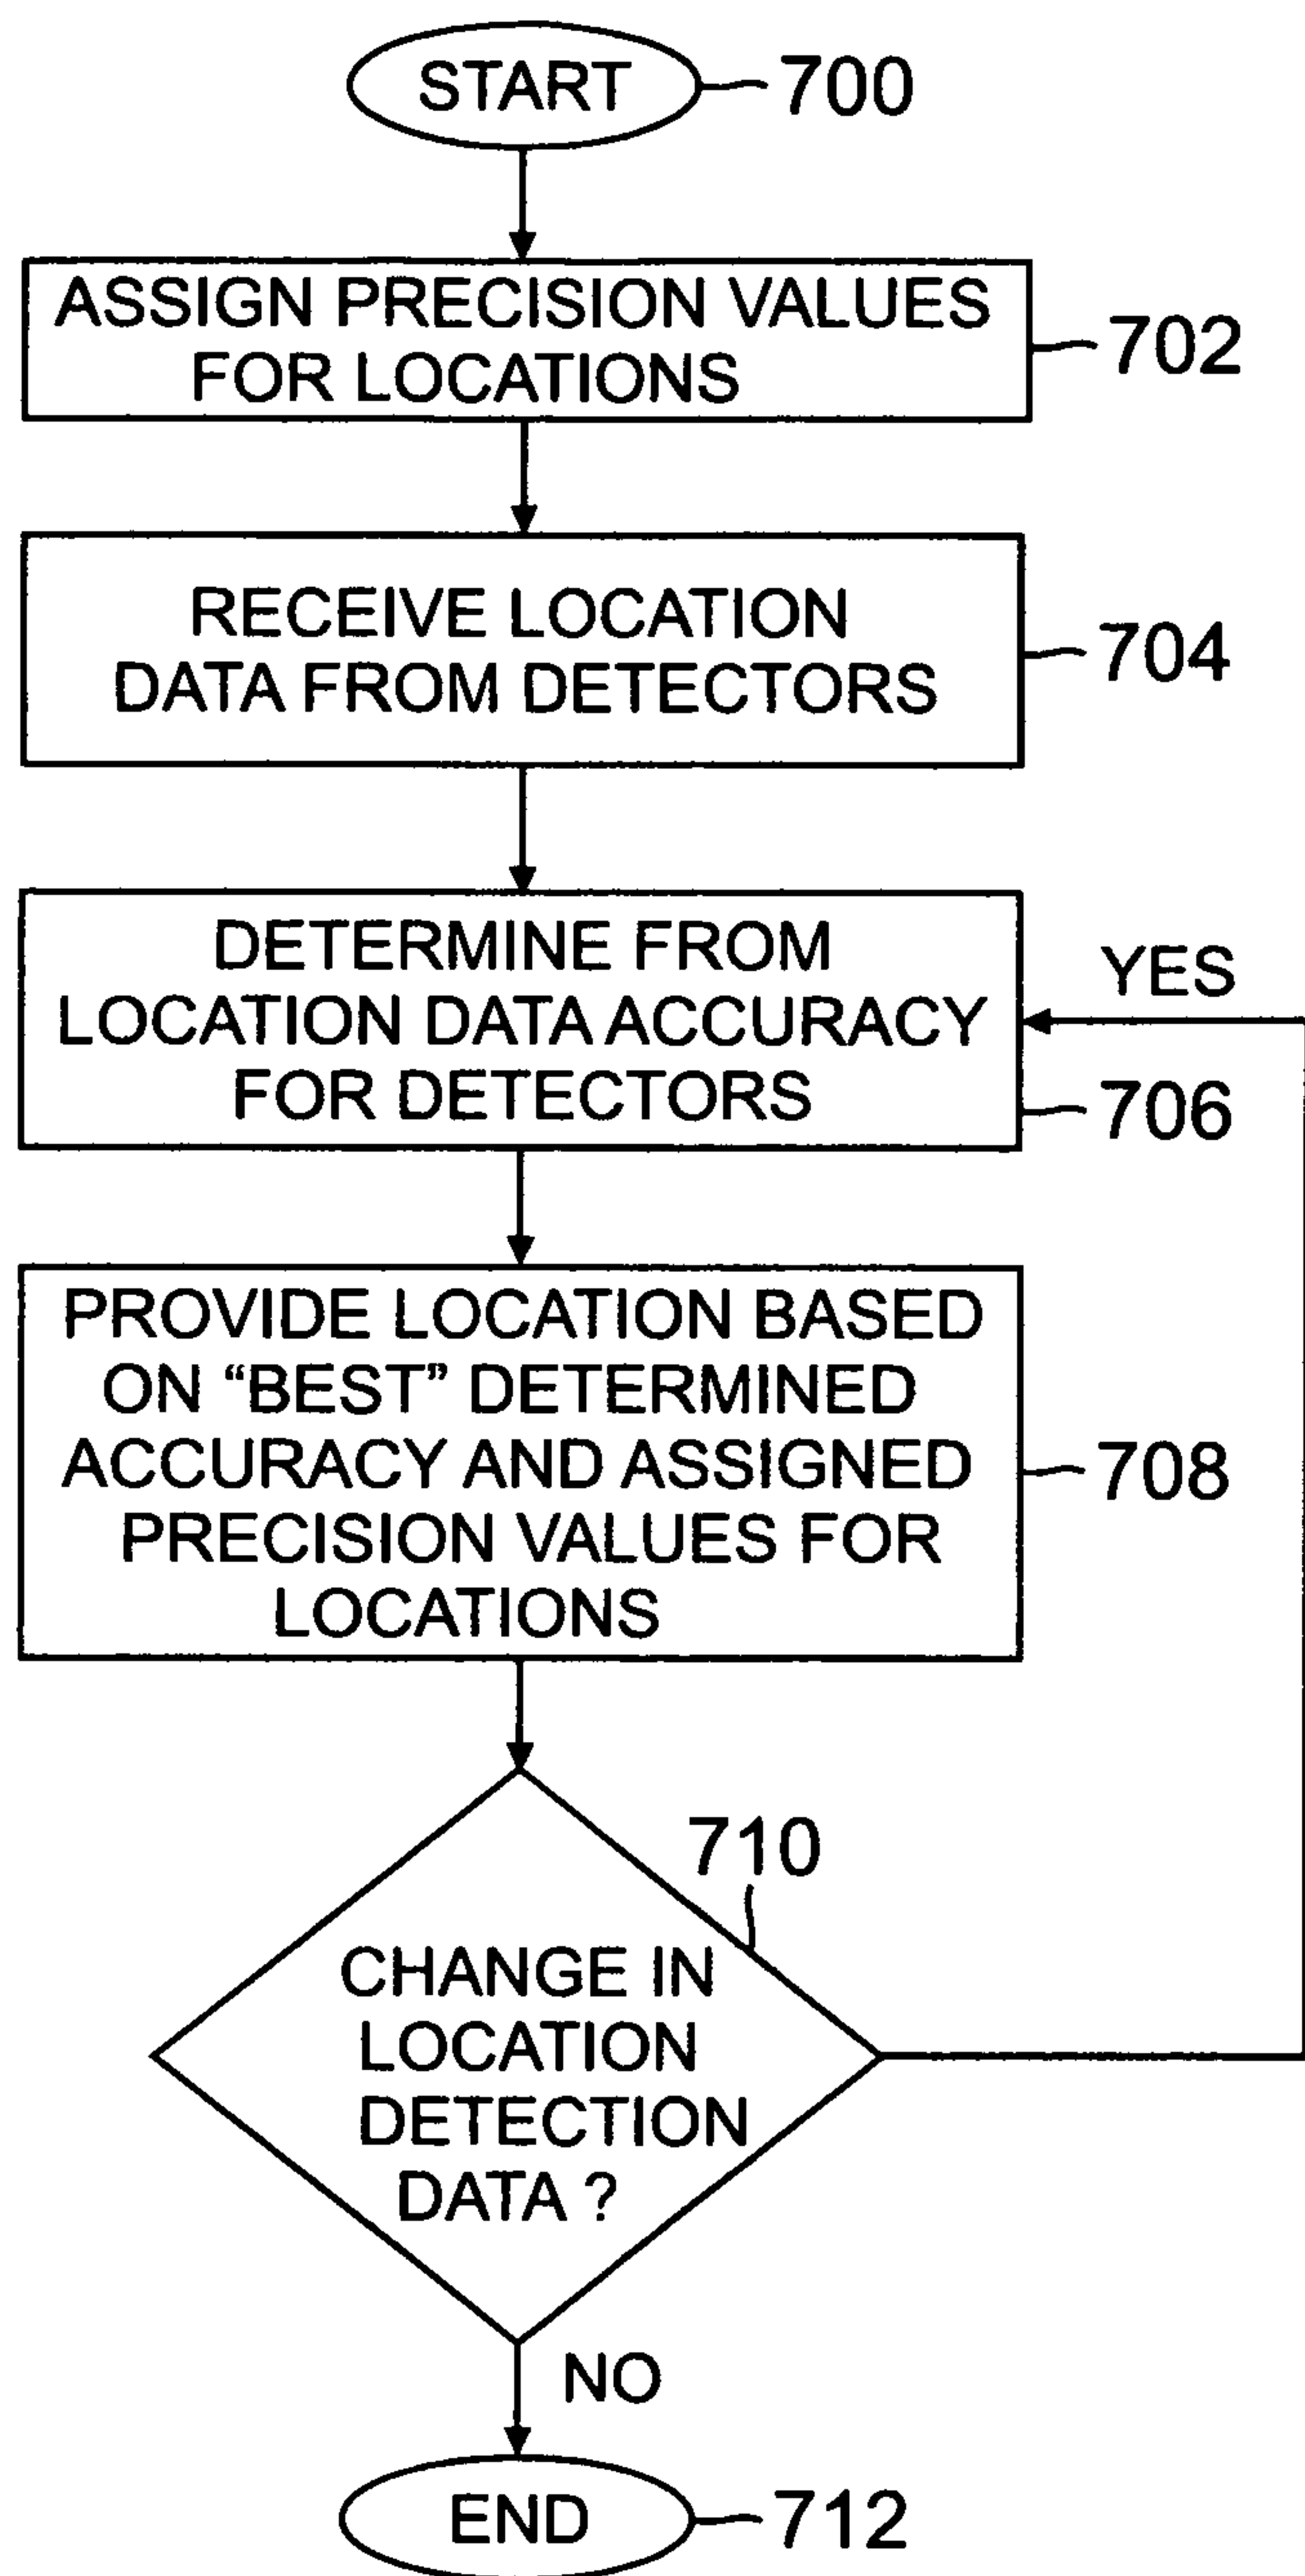 START
700
ASSIGN PRECISION VALUES
FOR LOCATIONS
702
RECEIVE LOCATION
DATA FROM DETECTORS
704
DETERMINE FROM
LOCATION DATA ACCURACY
FOR DETECTORS
YES
706
PROVIDE LOCATION BASED
ON “BEST” DETERMINED
ACCURACY AND ASSIGNED
PRECISION VALUES FOR
LOCATIONS
708
710
CHANGE IN
LOCATION
DETECTION
DATA ?
NO
END
712